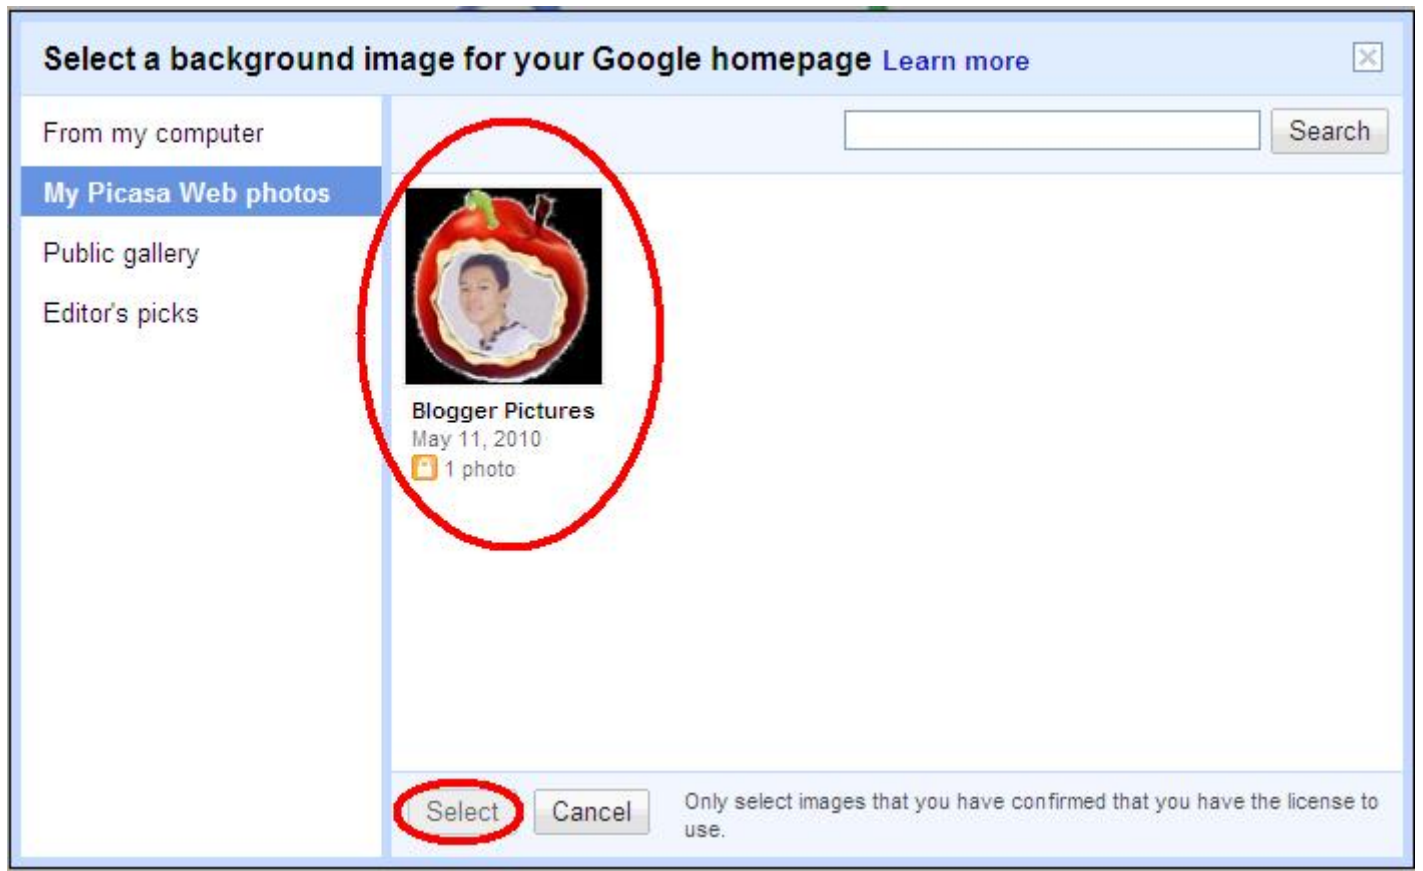 Select a background image for your Google homepage Learn more
From my computer
Search
My Picasa Web photos
Public gallery
Editor's picks
Blogger Pictures
May 11, 2010
1 photo
Select
Cancel
Only select images that you have confirmed that you have the license to
use.